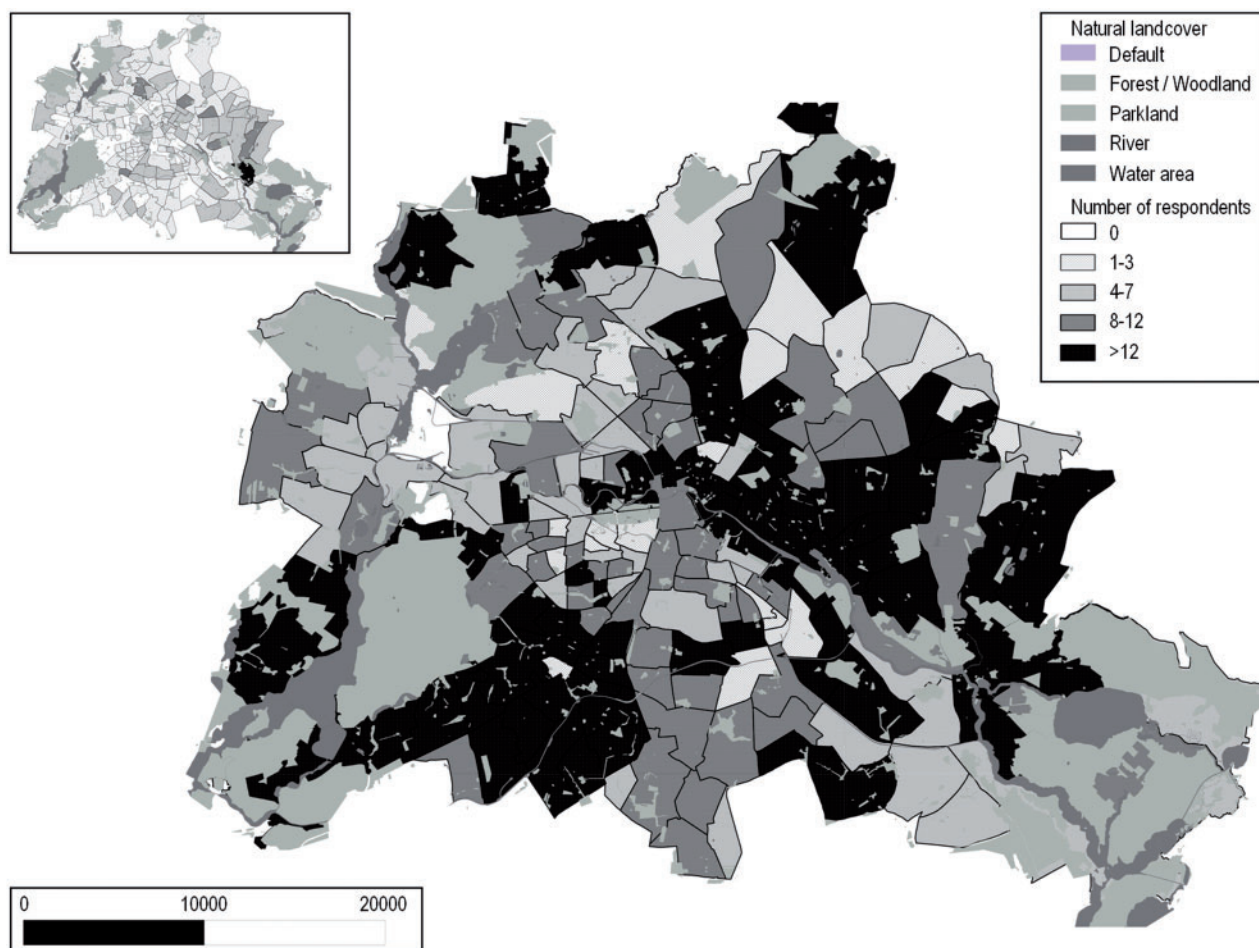 Natural landcover
Default
Forest / Woodland
Parkland
River
Water area
Number of respondents
0
1-3
4-7
8-12
>12
0 10000 20000